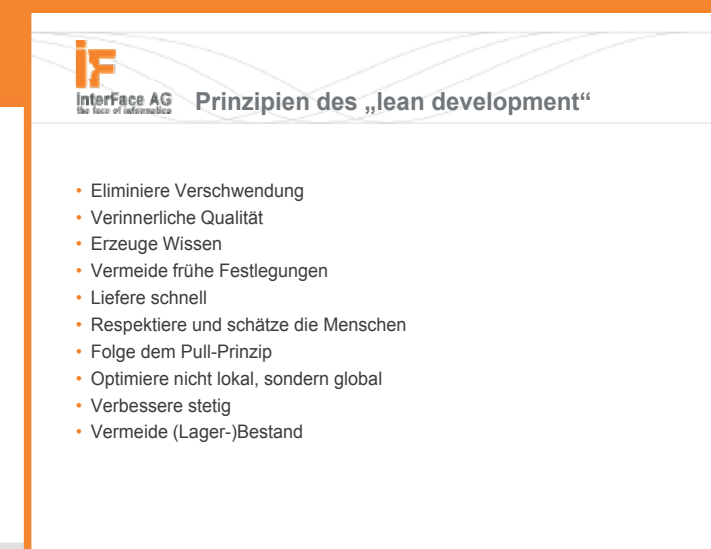 iF
InterFace AG
the face of informatics
Prinzipien des „lean development“
• Eliminiere Verschwendung
• Verinnerliche Qualität
• Erzeuge Wissen
• Vermeide frühe Festlegungen
• Liefere schnell
• Respektiere und schätze die Menschen
• Folge dem Pull-Prinzip
• Optimiere nicht lokal, sondern global
• Verbessere stetig
• Vermeide (Lager-)Bestand